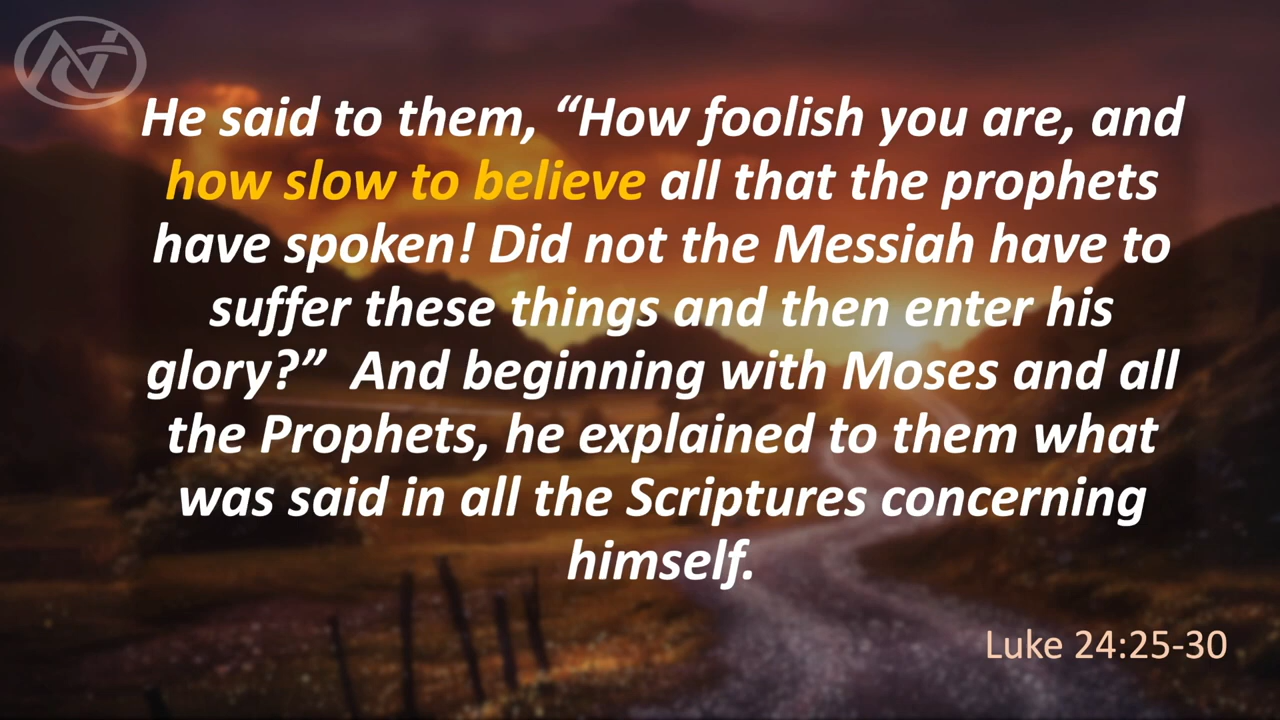 He said to them, “How foolish you are, and
how slow to believe all that the prophets
have spoken! Did not the Messiah have to
suffer these things and then enter his
glory?”  And beginning with Moses and all
the Prophets, he explained to them what
was said in all the Scriptures concerning
himself.
Luke 24:25-30